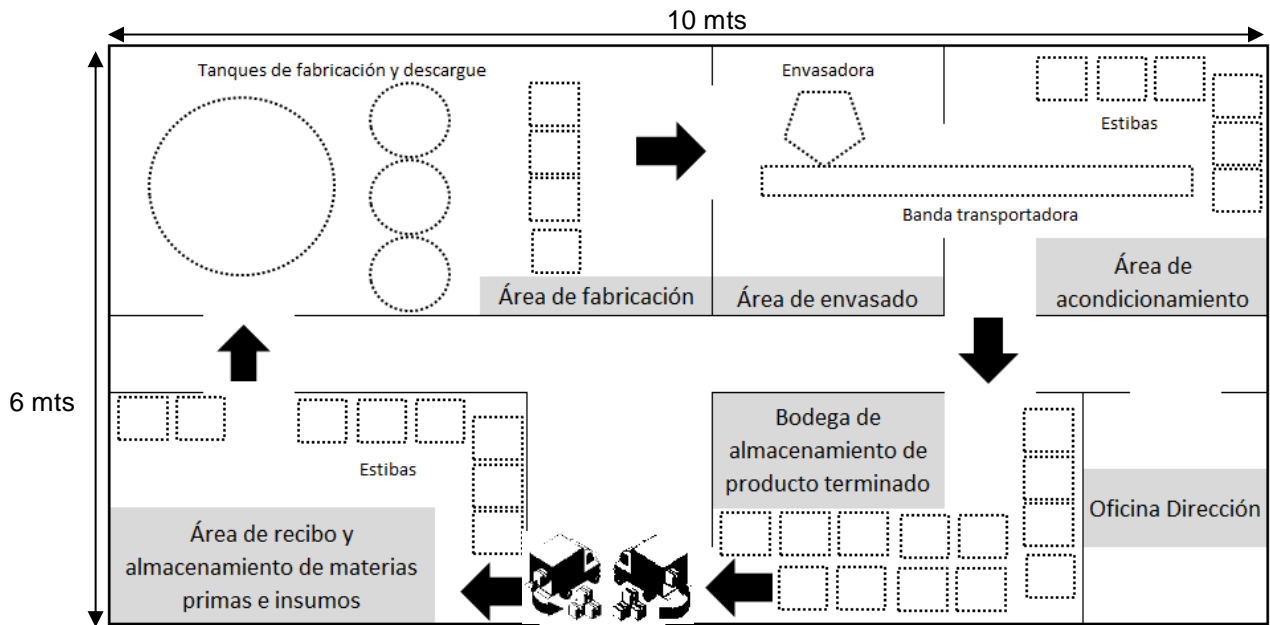 10 mts
6 mts
Tanques de fabricación y descargue
Envasadora
Estibas
Banda transportadora
Área de fabricación
Área de envasado
Área de
acondicionamiento
Estibas
Área de recibo y
almacenamiento de materias
primas e insumos
Bodega de
almacenamiento de
producto terminado
Oficina Dirección